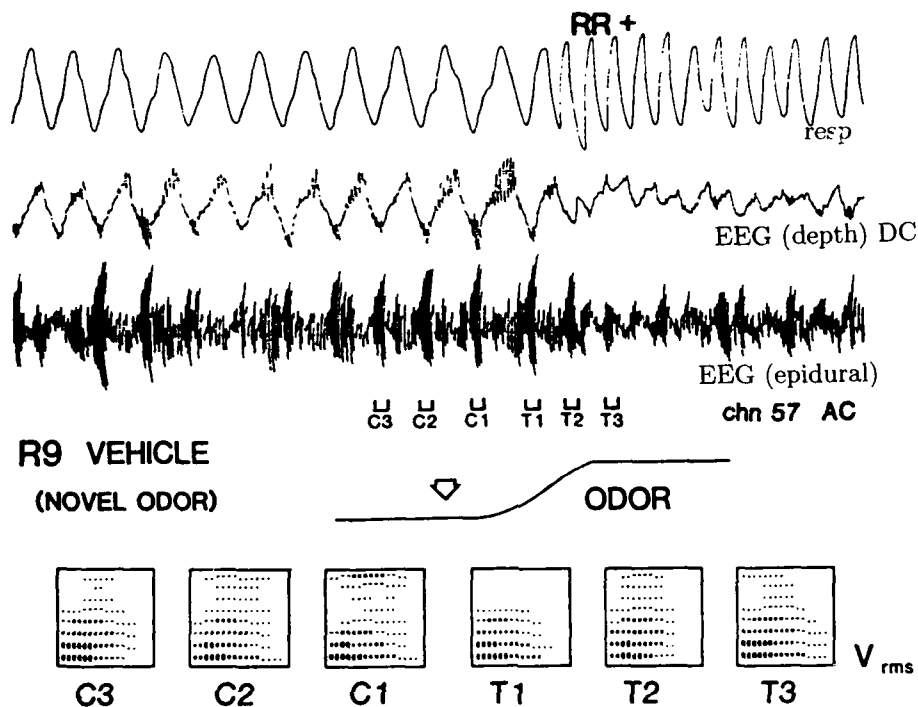 RR +
resp
EEG (depth) DC
EEG (epidural)
C3 C2 C1 T1 T2 T3
chn 57 AC
R9 VEHICLE
(NOVEL ODOR)
ODOR
V rms
C3 C2 C1 T1 T2 T3